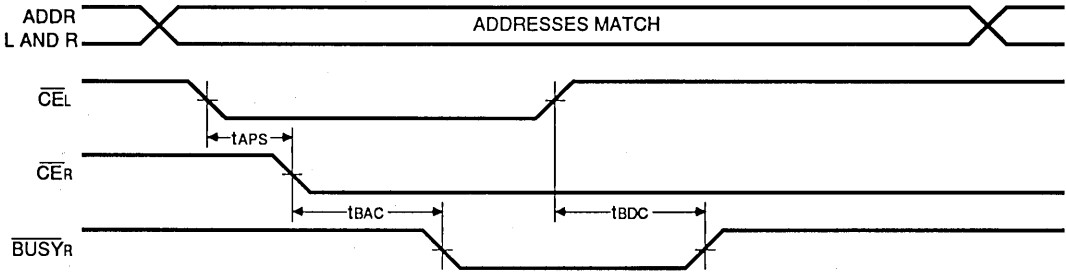 ADDR
L AND R
ADDRESSES MATCH
CEL
tAPS
CER
tBAC
tBDC
BUSYR